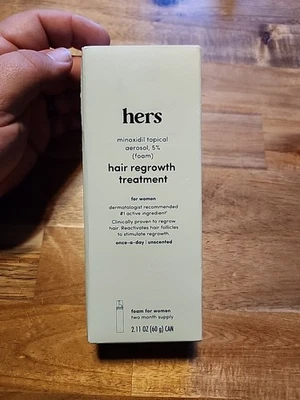 hers
minoxidil topical
aerosol, 5%
(foam)
hair regrowth
treatment
for women
dermatologist recommended
#1 active ingredient*
Clinically proven to regrow
hair. Reactivates hair follicles
to stimulate regrowth.
once-a-day | unscented
foam for women
two month supply
2.11 OZ (60 g) CAN